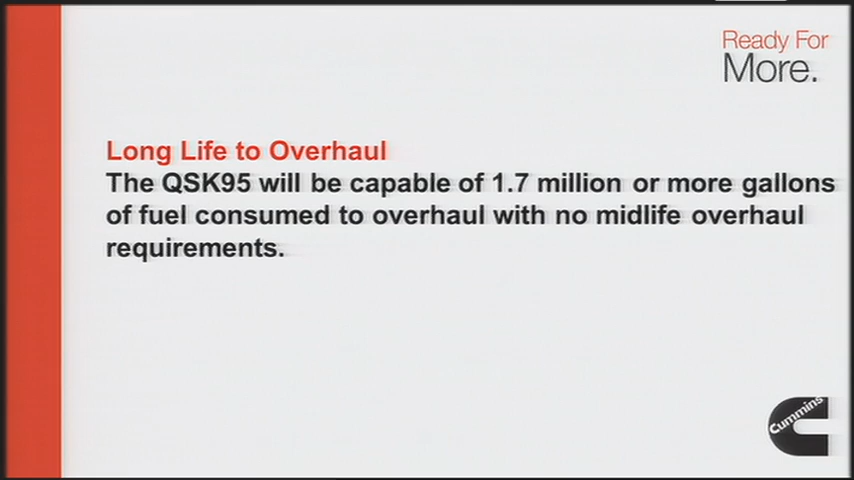 Ready For
More.
Long Life to Overhaul
The QSK95 will be capable of 1.7 million or more gallons
of fuel consumed to overhaul with no midlife overhaul
requirements.
Cummins